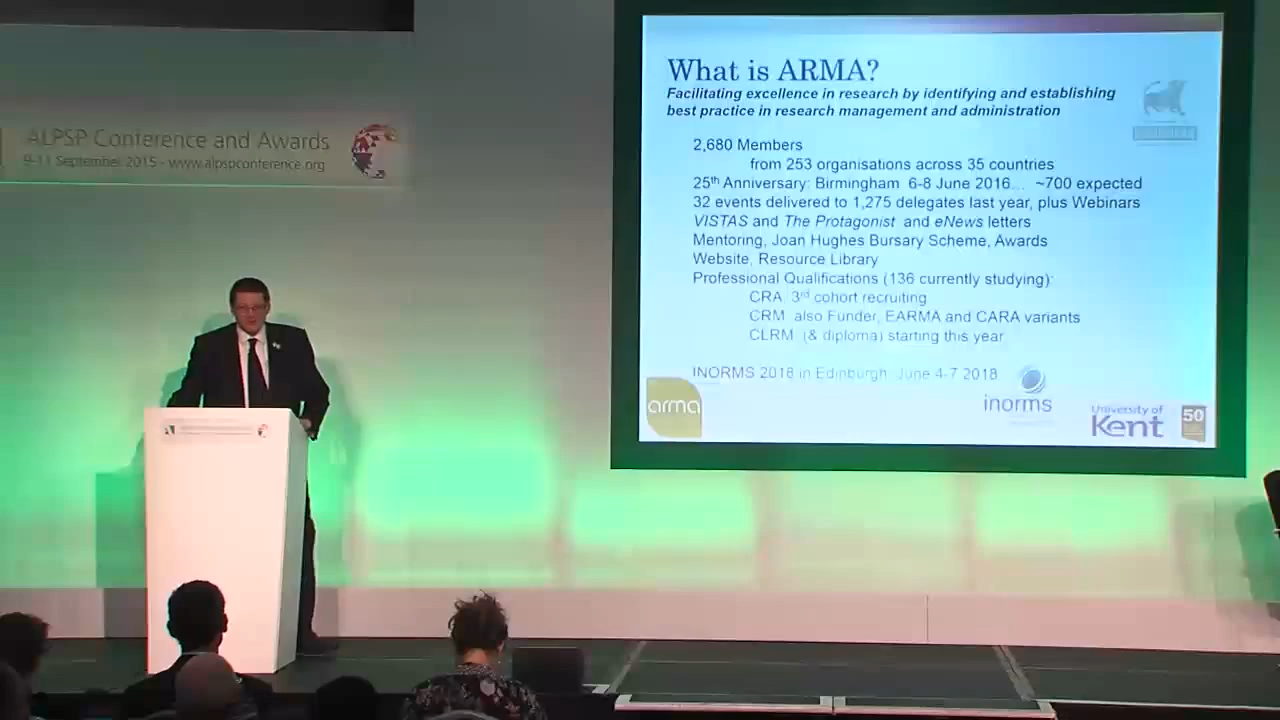 ALPSP Conference and Awards
9-11 September 2015 - www.alpspconference.org
What is ARMA?
Facilitating excellence in research by identifying and establishing
best practice in research management and administration
2,680 Members
from 253 organisations across 35 countries
25th Anniversary: Birmingham 6-8 June 2016... ~700 expected
32 events delivered to 1,275 delegates last year, plus Webinars
VISTAS and The Protagonist and eNews letters
Mentoring, Joan Hughes Bursary Scheme, Awards
Website, Resource Library
Professional Qualifications (136 currently studying):
CRA 3rd cohort recruiting
CRM also Funder, EARMA and CARA variants
CLRM (& diploma) starting this year
INORMS 2018 in Edinburgh June 4-7 2018
arma
inorms
University of
Kent
50